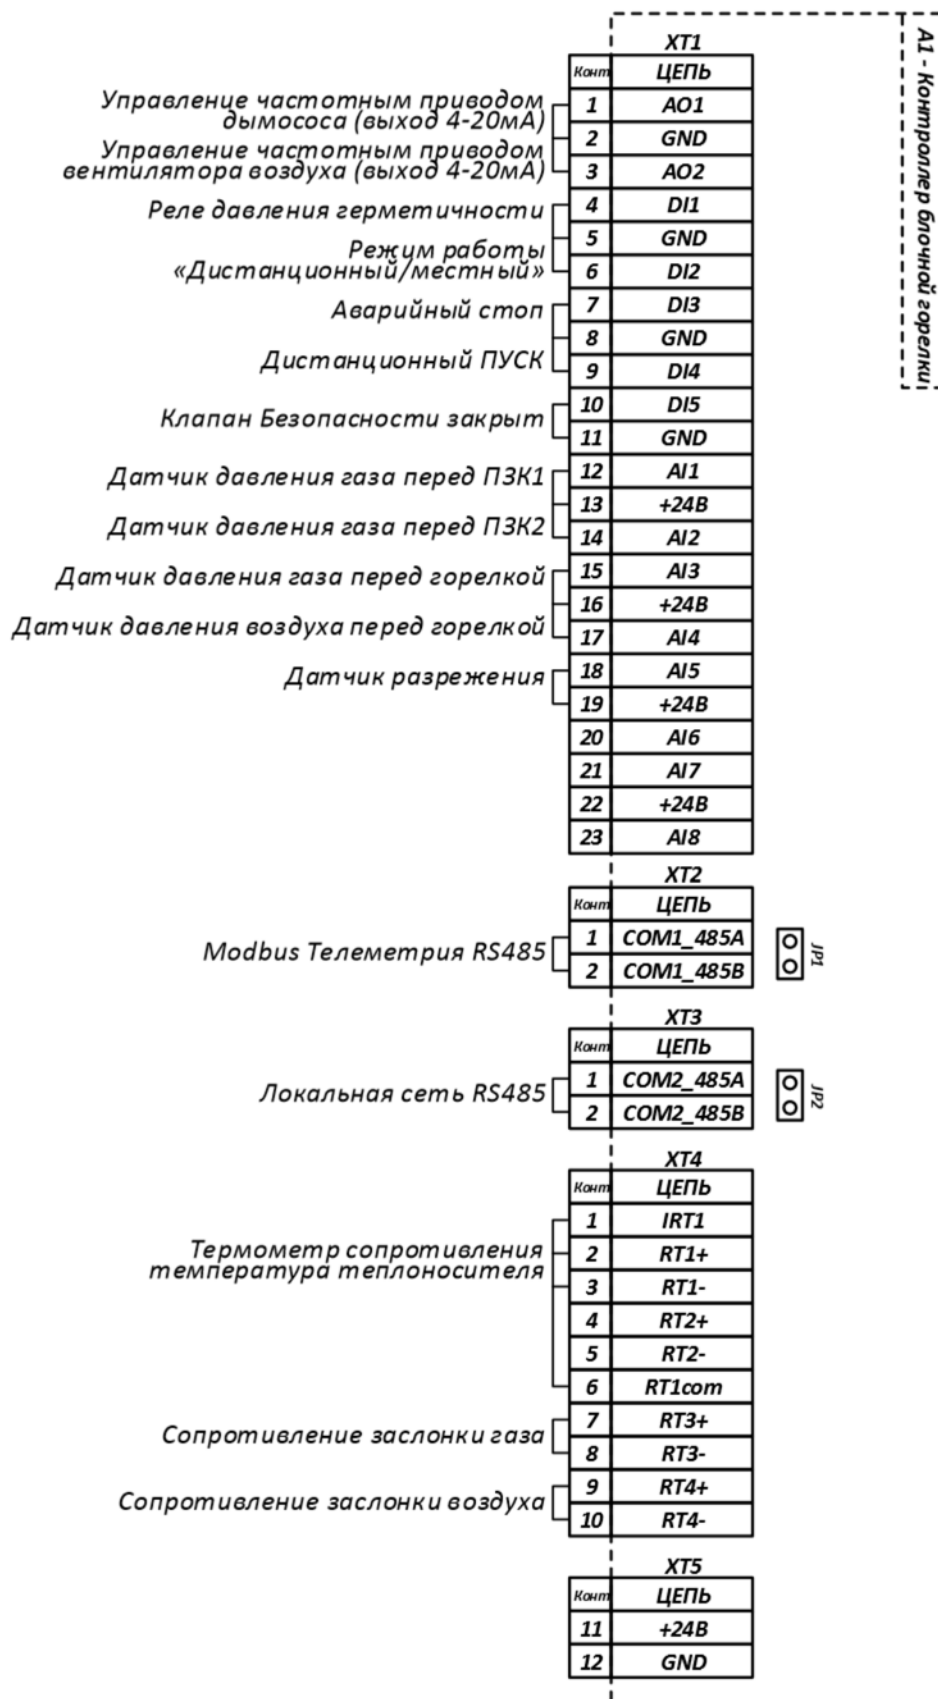 А1 - Контроллер блочной горелки
XT1
Конт ЦЕПЬ
Управление частотным приводом
дымососа (выход 4-20мА)
1 AO1
2 GND
Управление частотным приводом
вентилятора воздуха (выход 4-20мА)
3 AO2
Реле давления герметичности
4 DI1
5 GND
Режим работы
«Дистанционный/местный»
6 DI2
Аварийный стоп
7 DI3
8 GND
Дистанционный ПУСК
9 DI4
Клапан Безопасности закрыт
10 DI5
11 GND
Датчик давления газа перед ПЗК1
12 AI1
13 +24В
Датчик давления газа перед ПЗК2
14 AI2
Датчик давления газа перед горелкой
15 AI3
16 +24В
Датчик давления воздуха перед горелкой
17 AI4
Датчик разрежения
18 AI5
19 +24В
20 AI6
21 AI7
22 +24В
23 AI8
XT2
Конт ЦЕПЬ
Modbus Телеметрия RS485
1 COM1_485A
2 COM1_485B
JP1
XT3
Конт ЦЕПЬ
Локальная сеть RS485
1 COM2_485A
2 COM2_485B
JP2
XT4
Конт ЦЕПЬ
1 IRT1
Термометр сопротивления
температура теплоносителя
2 RT1+
3 RT1-
4 RT2+
5 RT2-
6 RT1com
Сопротивление заслонки газа
7 RT3+
8 RT3-
Сопротивление заслонки воздуха
9 RT4+
10 RT4-
XT5
Конт ЦЕПЬ
11 +24В
12 GND